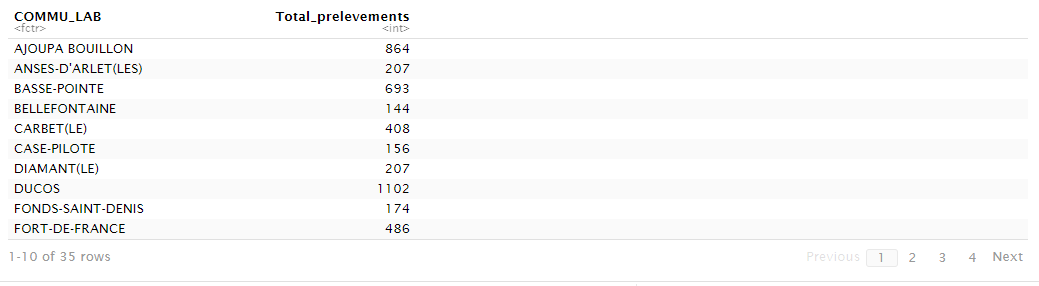 COMMU_LAB Total_prelevements
<fctr> <int>
AJOUPA BOUILLON 864
ANSES-D'ARLET(LES) 207
BASSE-POINTE 693
BELLEFONTAINE 144
CARBET(LE) 408
CASE-PILOTE 156
DIAMANT(LE) 207
DUCOS 1102
FONDS-SAINT-DENIS 174
FORT-DE-FRANCE 486
1-10 of 35 rows Previous 1 2 3 4 Next